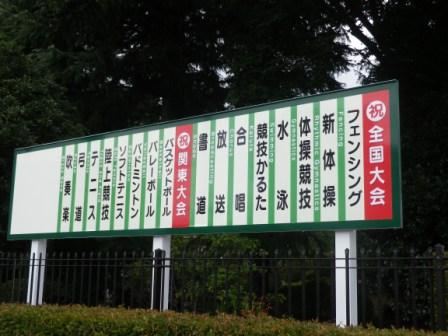 祝 全国大会
フェンシング
Fencing
新体操
Rhythmic Gymnastics
体操競技
水泳
競技かるた
合唱
放送
書道
祝 関東大会
バスケットボール
バレーボール
バドミントン
ソフトテニス
陸上競技
テニス
弓道
吹奏楽